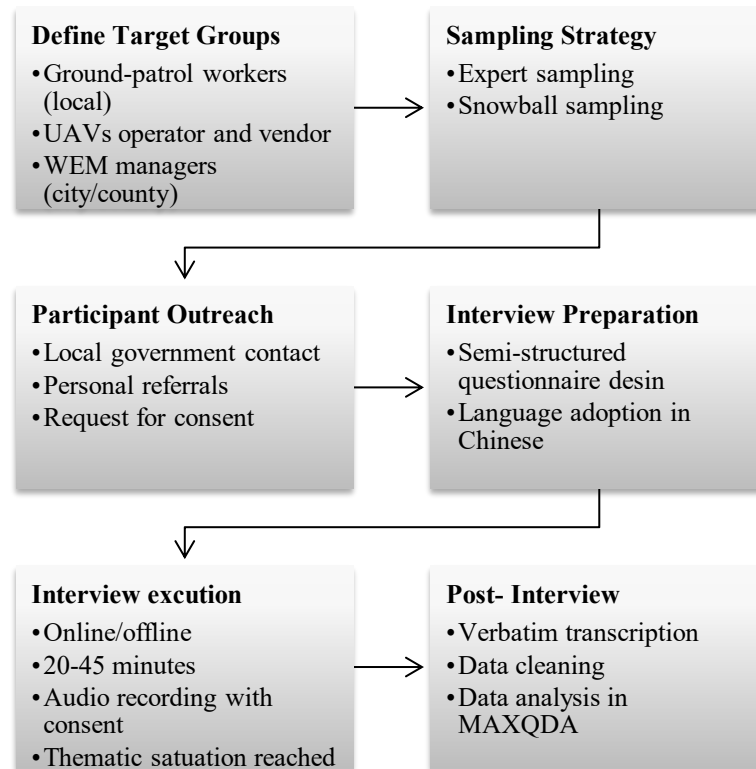 Define Target Groups
•Ground-patrol workers
(local)
•UAVs operator and vendor
•WEM managers
(city/county)
Sampling Strategy
•Expert sampling
•Snowball sampling
Participant Outreach
•Local government contact
•Personal referrals
•Request for consent
Interview Preparation
•Semi-structured
questionnaire desin
•Language adoption in
Chinese
Interview excution
•Online/offline
•20-45 minutes
•Audio recording with
consent
•Thematic satuation reached
Post- Interview
•Verbatim transcription
•Data cleaning
•Data analysis in
MAXQDA